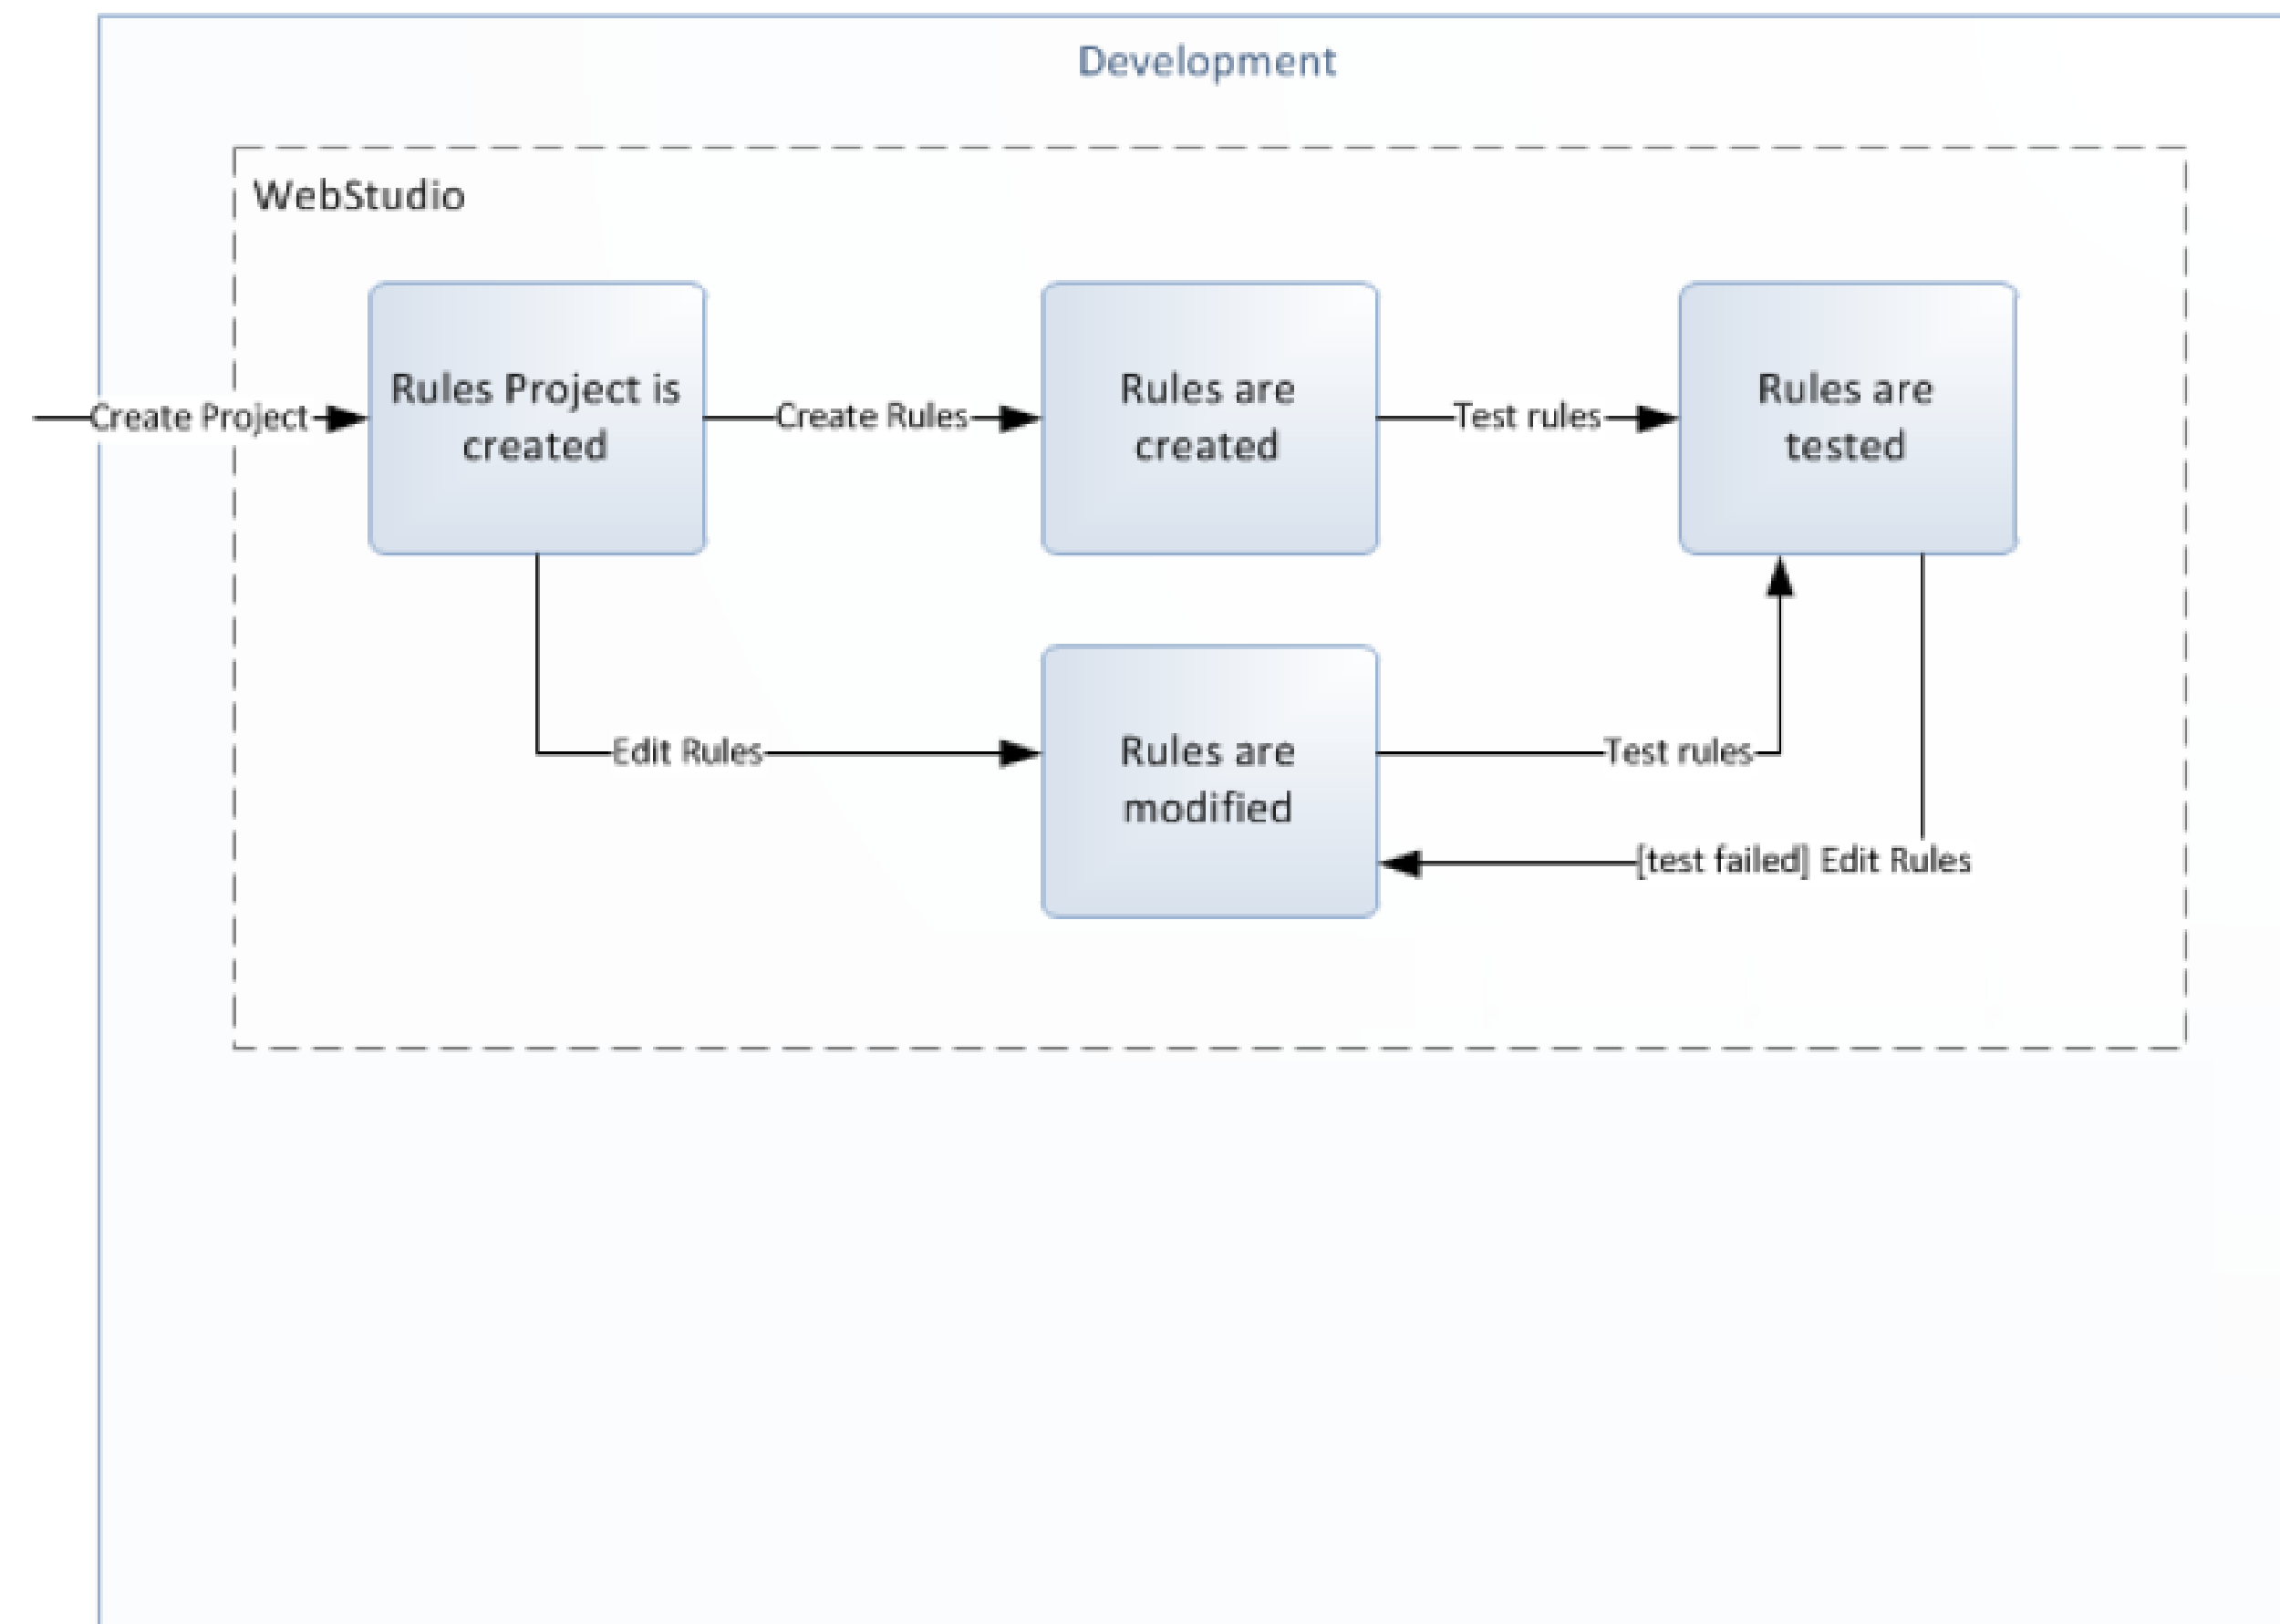 Development
WebStudio
Create Project
Rules Project is
created
Create Rules
Rules are
created
Test rules
Rules are
tested
Edit Rules
Rules are
modified
Test rules
[test failed] Edit Rules